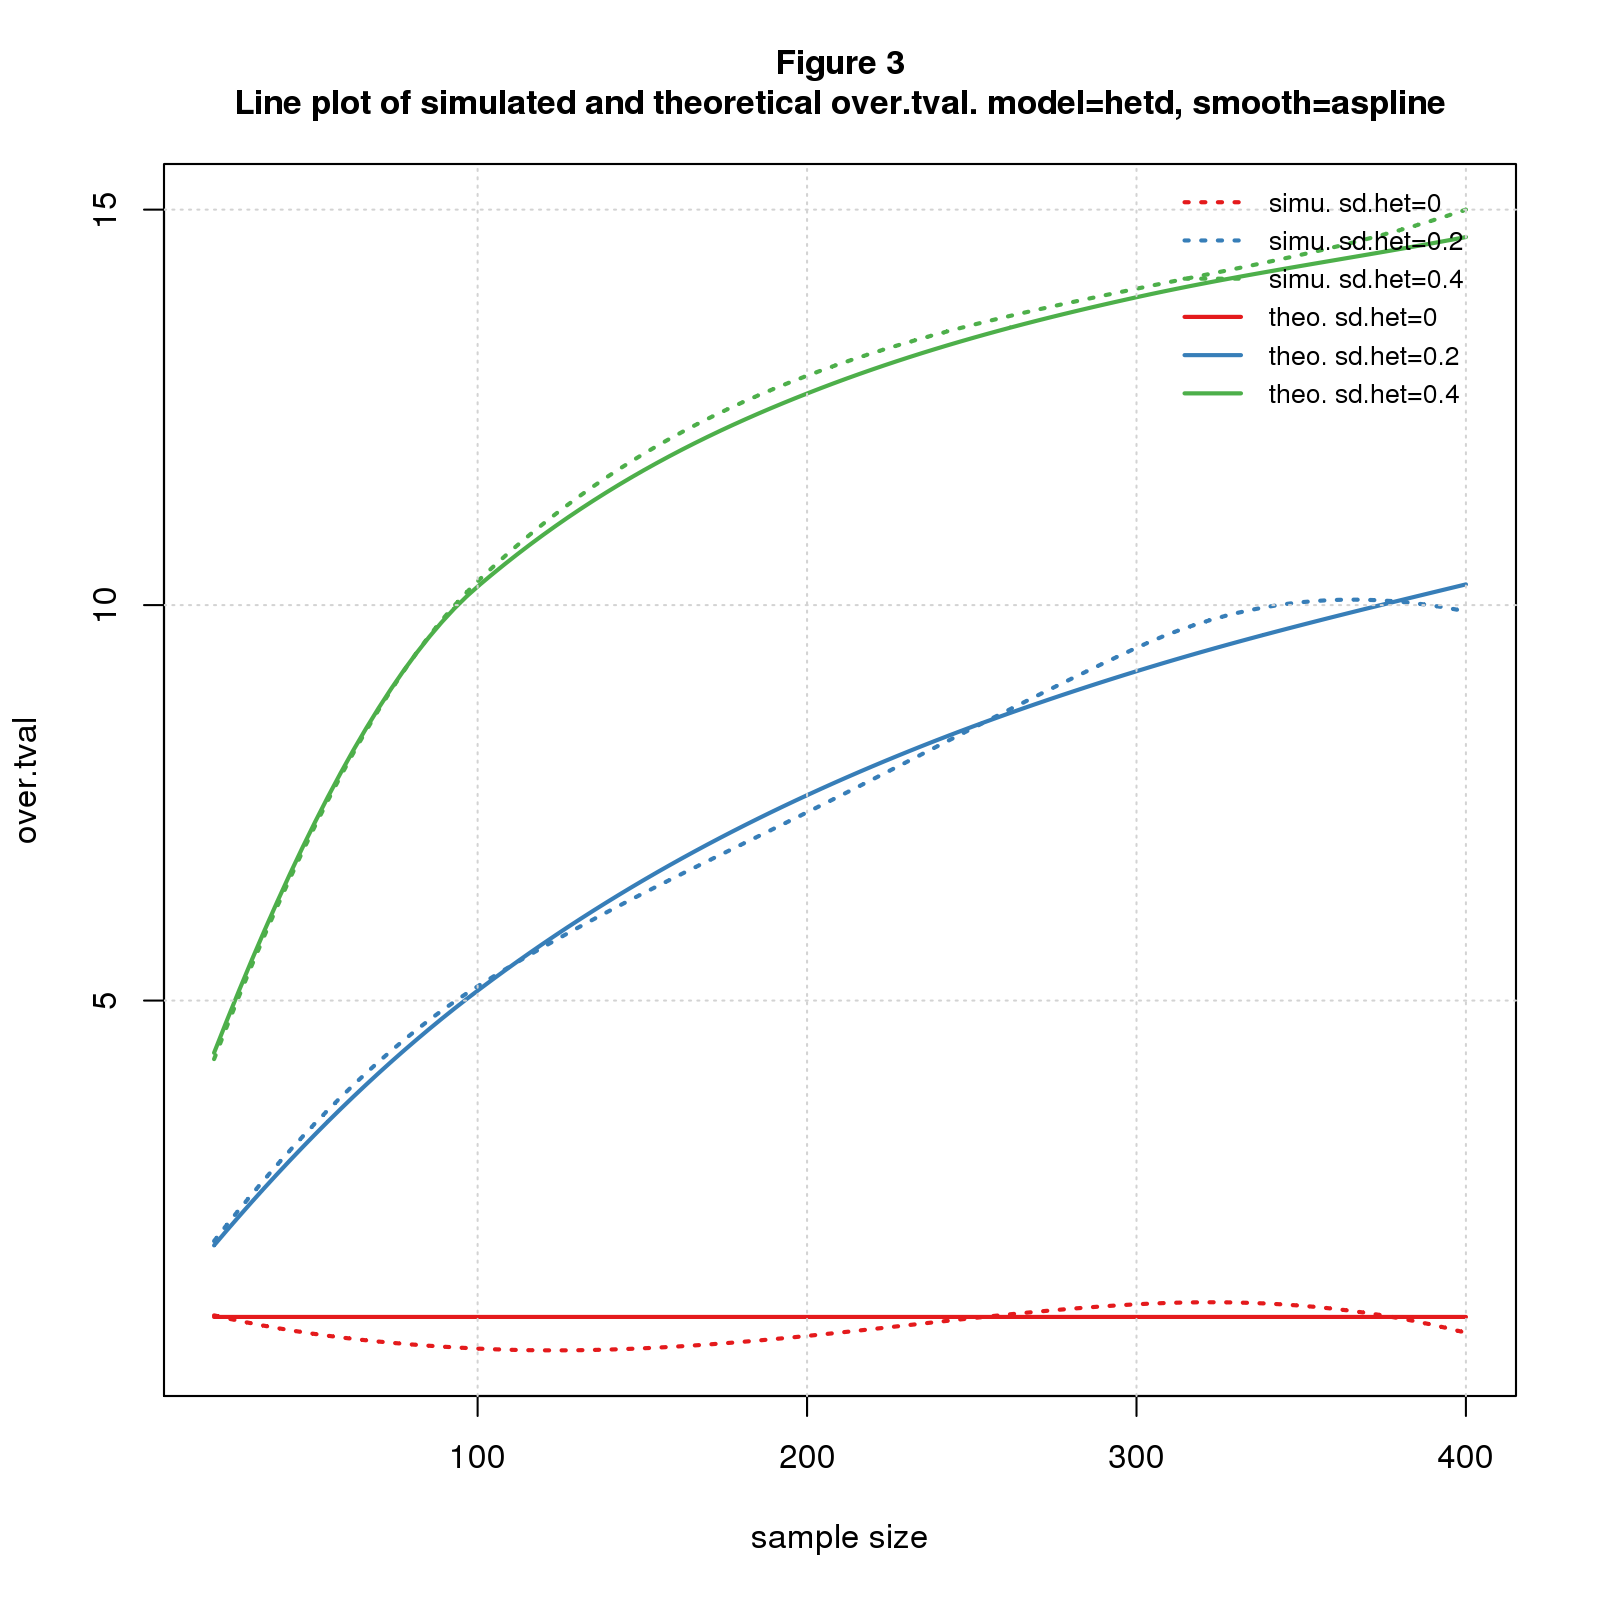 Figure 3
Line plot of simulated and theoretical over.tval. model=hetd, smooth=aspline
simu. sd.het=0
simu. sd.het=0.2
simu. sd.het=0.4
theo. sd.het=0
theo. sd.het=0.2
theo. sd.het=0.4
15
10
5
over.tval
100 200 300 400
sample size